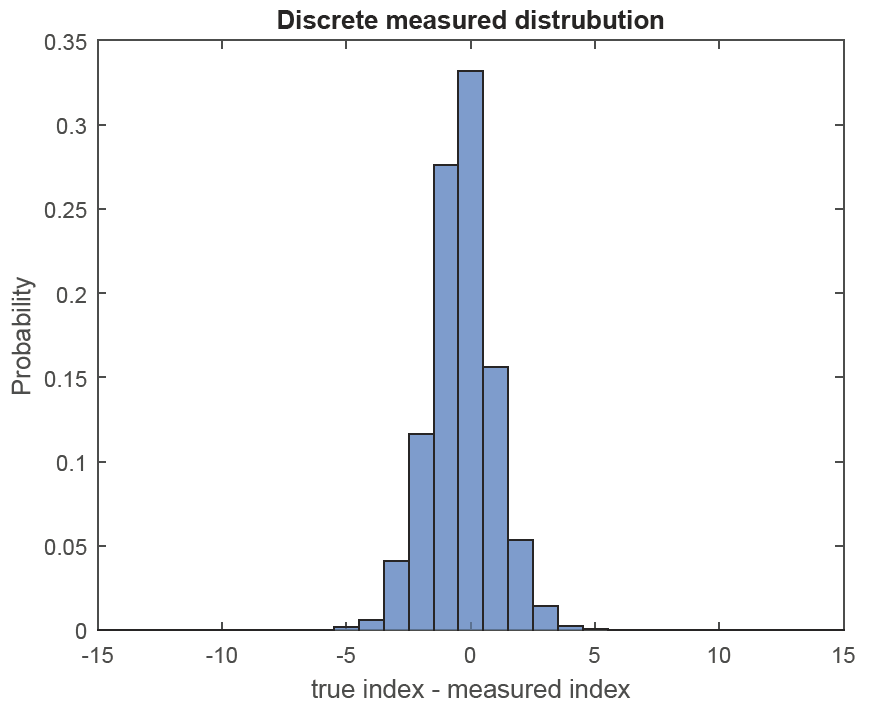 Discrete measured distrubution
0.35
0.3
0.25
0.2
0.15
0.1
0.05
0
Probability
-15 -10 -5 0 5 10 15
true index - measured index